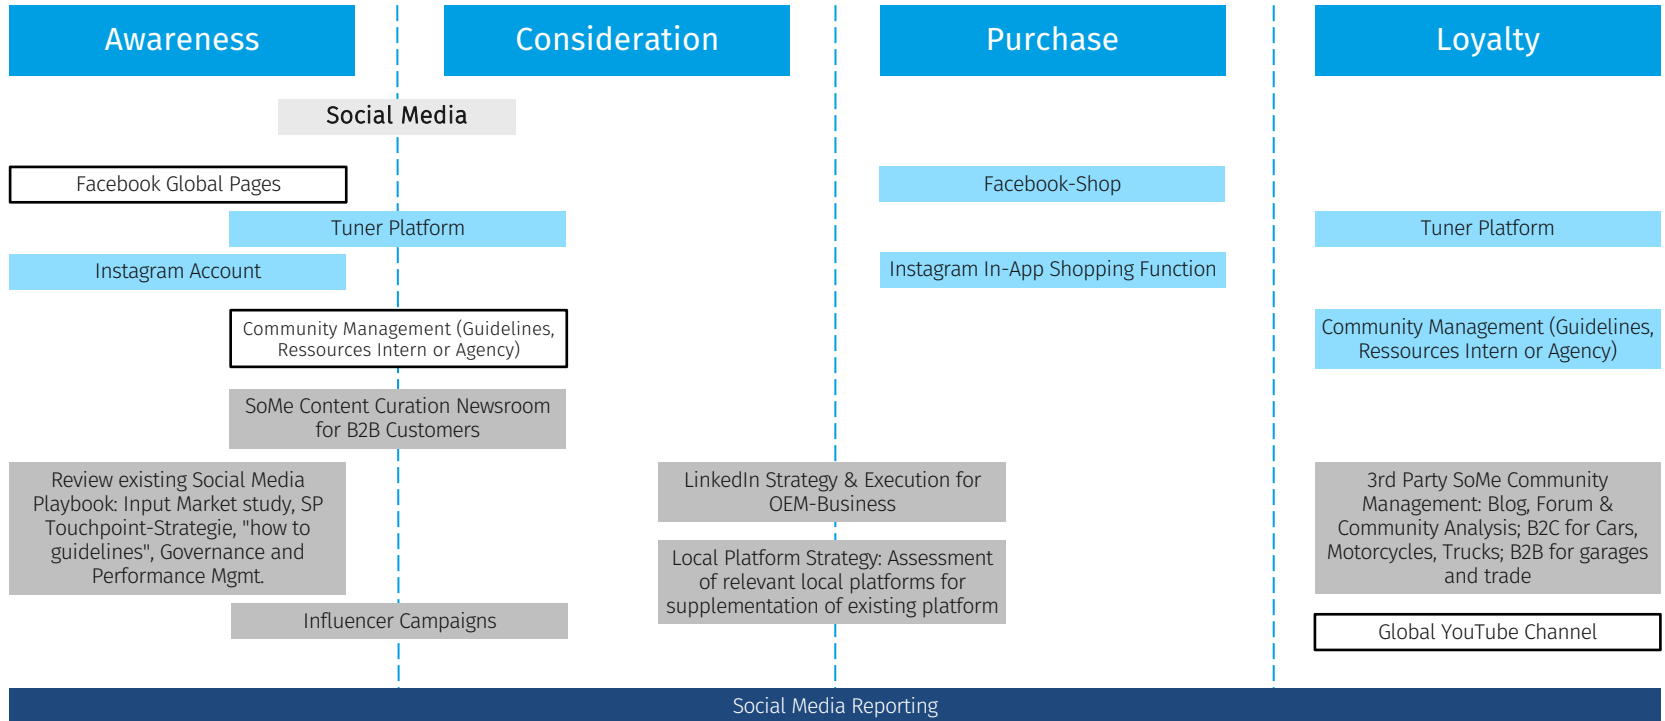 Awareness
Consideration
Purchase
Loyalty
Social Media
Facebook Global Pages
Facebook-Shop
Tuner Platform
Tuner Platform
Instagram Account
Instagram In-App Shopping Function
Community Management (Guidelines,
Ressources Intern or Agency)
Community Management (Guidelines,
Ressources Intern or Agency)
SoMe Content Curation Newsroom
for B2B Customers
Review existing Social Media
Playbook: Input Market study, SP
Touchpoint-Strategie, "how to
guidelines", Governance and
Performance Mgmt.
LinkedIn Strategy & Execution for
OEM-Business
Local Platform Strategy: Assessment
of relevant local platforms for
supplementation of existing platform
3rd Party SoMe Community
Management: Blog, Forum &
Community Analysis; B2C for Cars,
Motorcycles, Trucks; B2B for garages
and trade
Influencer Campaigns
Global YouTube Channel
Social Media Reporting